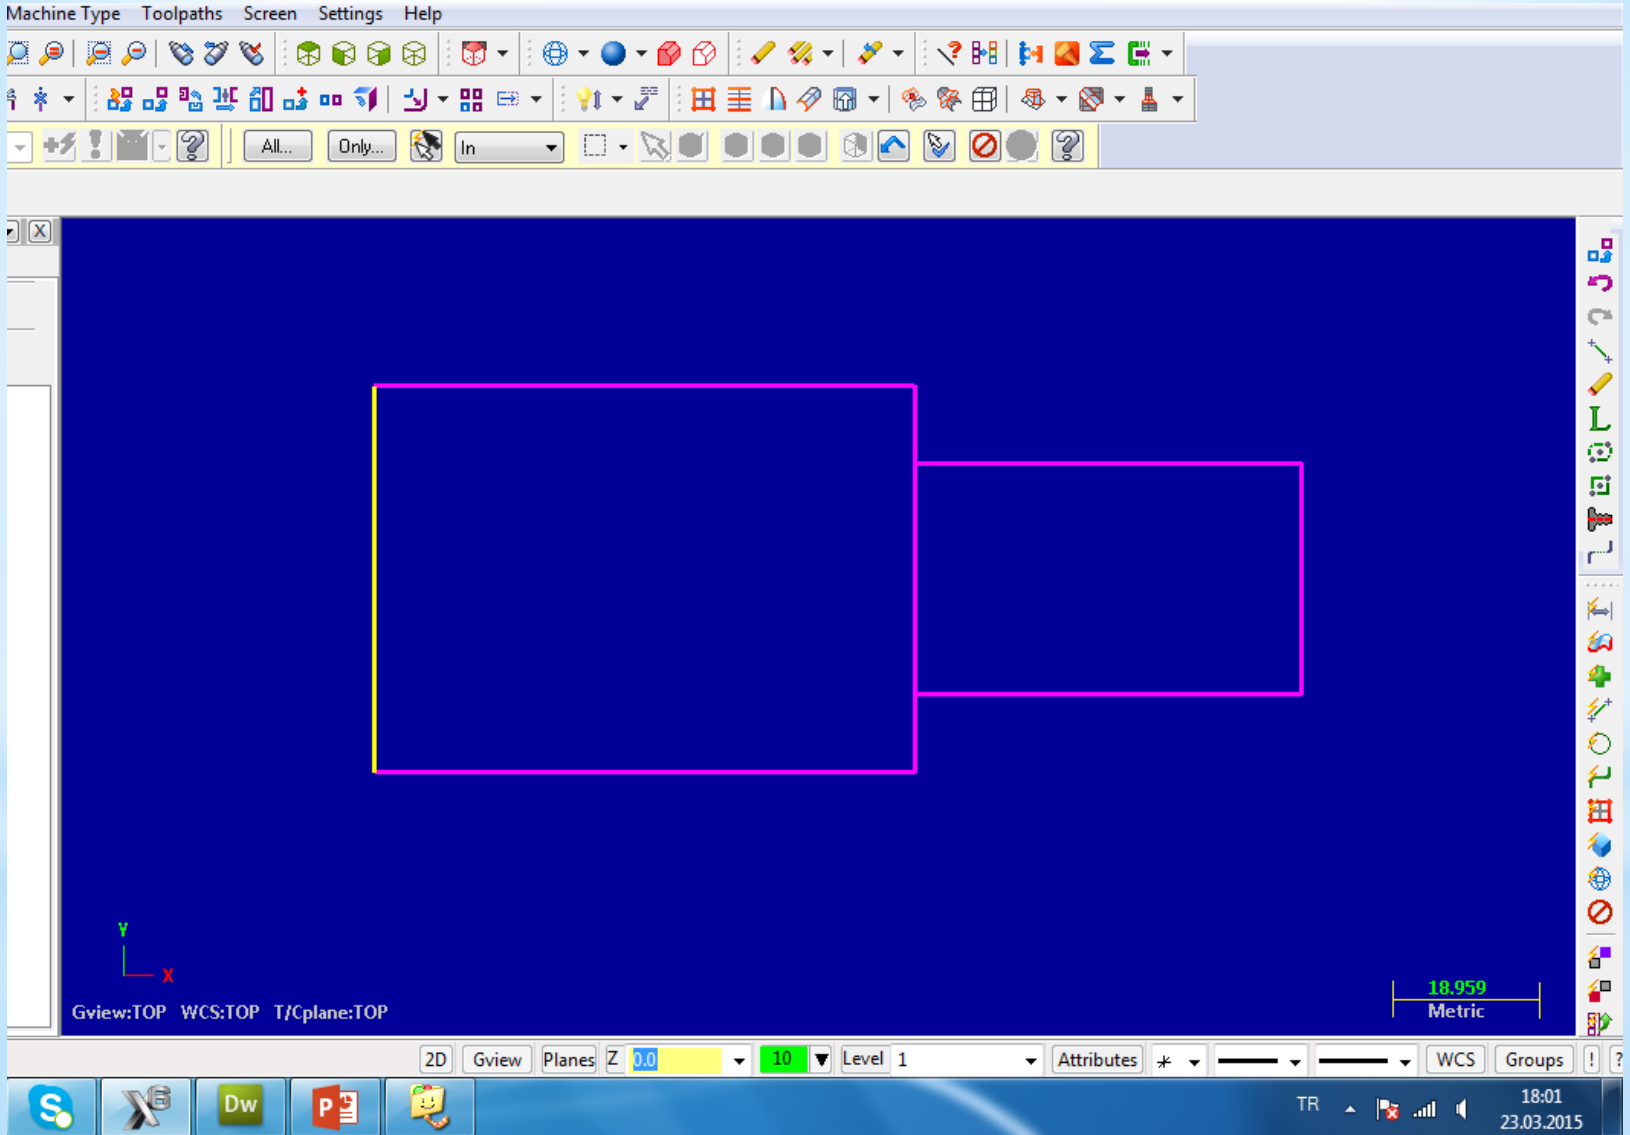 Machine Type Toolpaths Screen Settings Help
All... Only... In
X
Y
X
Gview:TOP WCS:TOP T/Cplane:TOP
18.959
Metric
2D Gview Planes Z 0.0 10 Level 1 Attributes WCS Groups ! ?
S X6 Dw P TR 18:01
23.03.2015